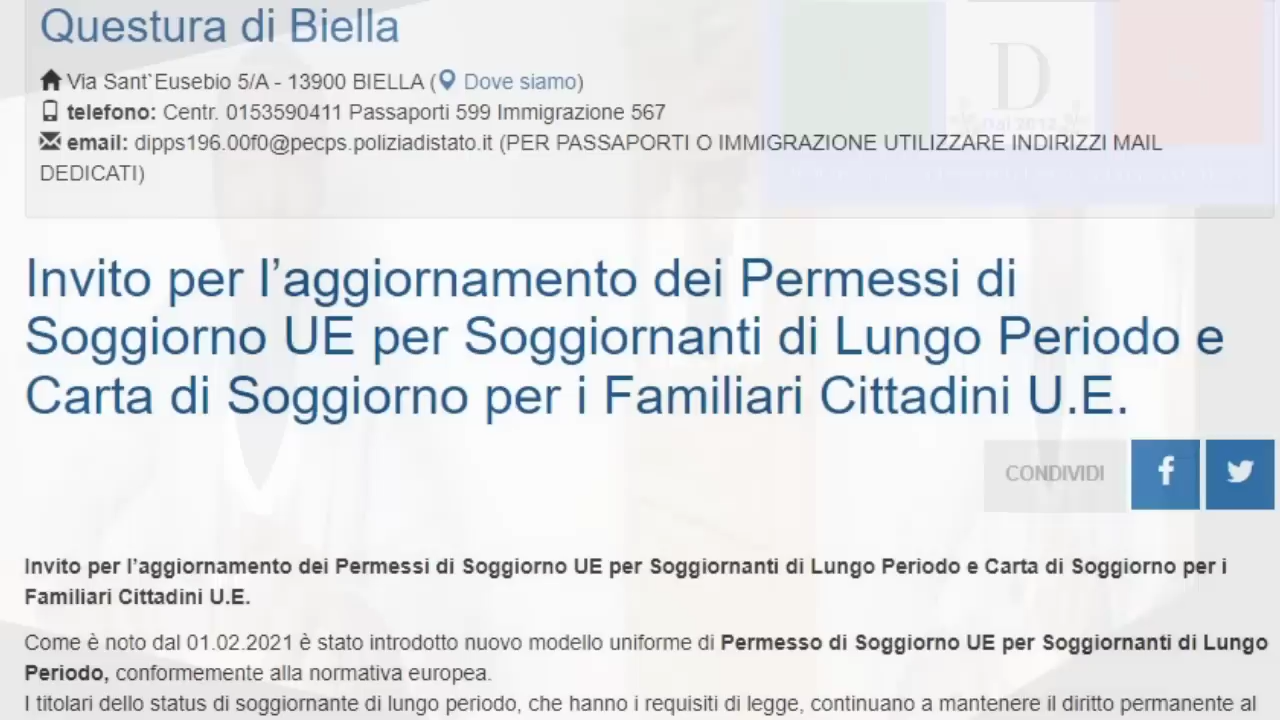 Questura di Biella
Via Sant`Eusebio 5/A - 13900 BIELLA ( Dove siamo)
telefono: Centr. 0153590411 Passaporti 599 Immigrazione 567
email: dipps196.00f0@pecps.poliziadistato.it (PER PASSAPORTI O IMMIGRAZIONE UTILIZZARE INDIRIZZI MAIL
DEDICATI)
D
Dal 2012
Invito per l’aggiornamento dei Permessi di
Soggiorno UE per Soggiornanti di Lungo Periodo e
Carta di Soggiorno per i Familiari Cittadini U.E.
CONDIVIDI
Invito per l’aggiornamento dei Permessi di Soggiorno UE per Soggiornanti di Lungo Periodo e Carta di Soggiorno per i
Familiari Cittadini U.E.
Come è noto dal 01.02.2021 è stato introdotto nuovo modello uniforme di Permesso di Soggiorno UE per Soggiornanti di Lungo
Periodo, conformemente alla normativa europea.
I titolari dello status di soggiornante di lungo periodo, che hanno i requisiti di legge, continuano a mantenere il diritto permanente al